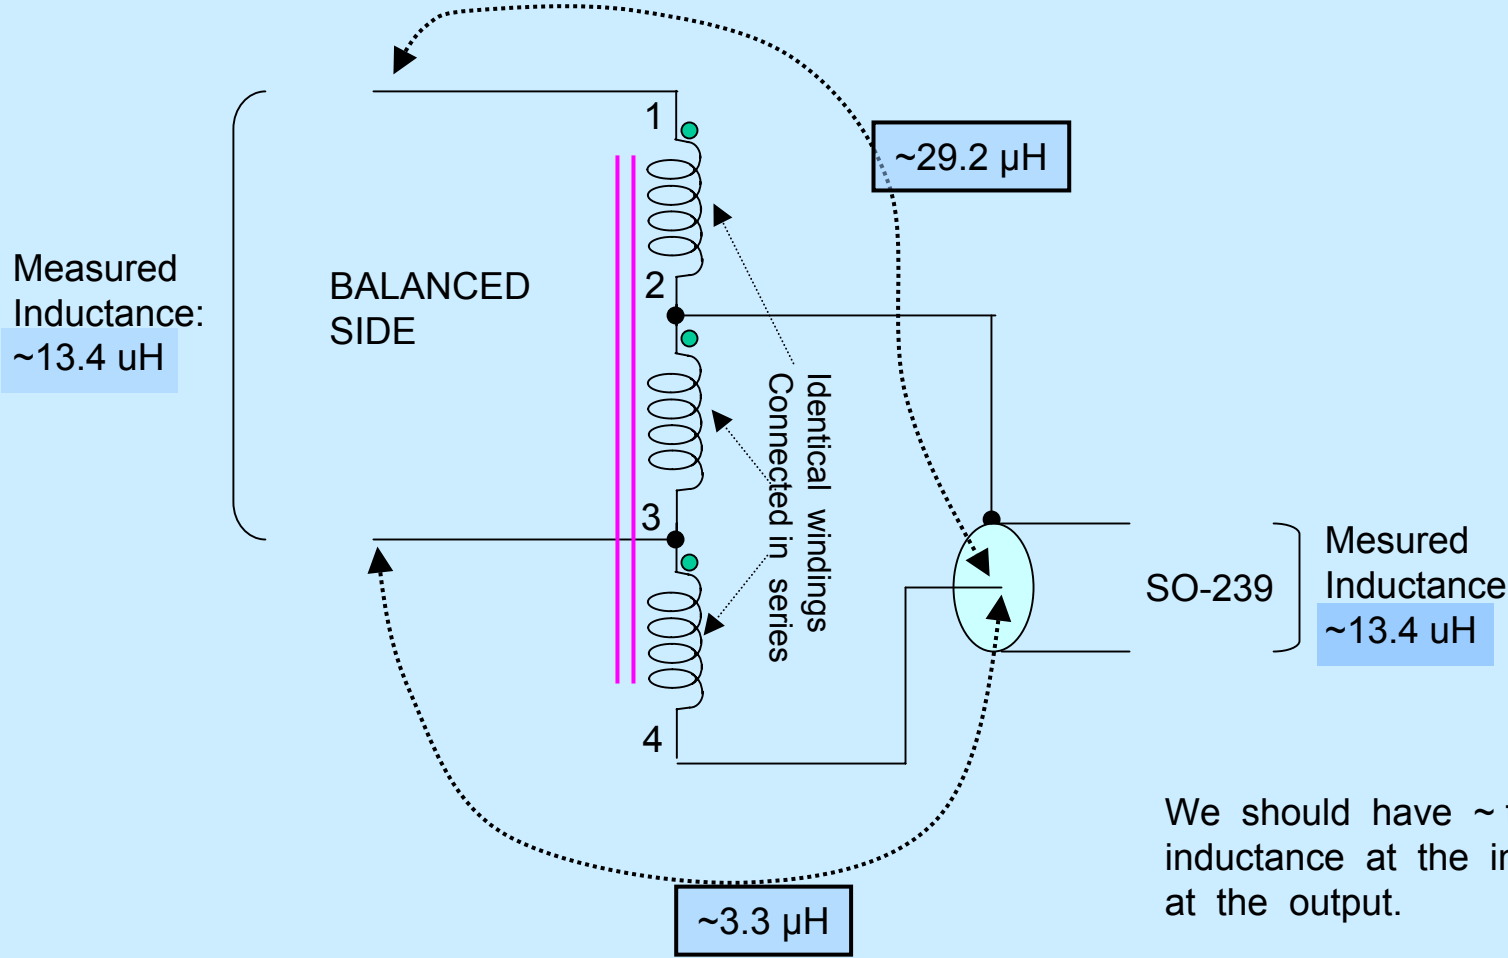 1
~29.2 μH
Measured
Inductance:
~13.4 uH
BALANCED
SIDE
2
Identical windings
Connected in series
3
SO-239
Mesured
Inductance
~13.4 uH
4
We should have ~
inductance at the
at the output.
~3.3 μH